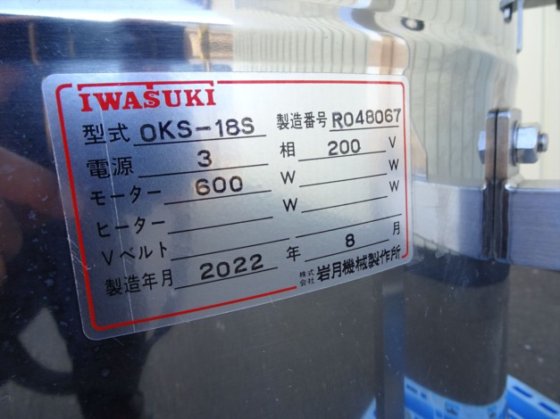 IWASUKI
型式 OKS-18S 製造番号 R048067
電源 3 相 200 V
モーター 600 W W
ヒーター W W
Vベルト
製造年月 2022 年 8 月
株式会社 岩月機械製作所